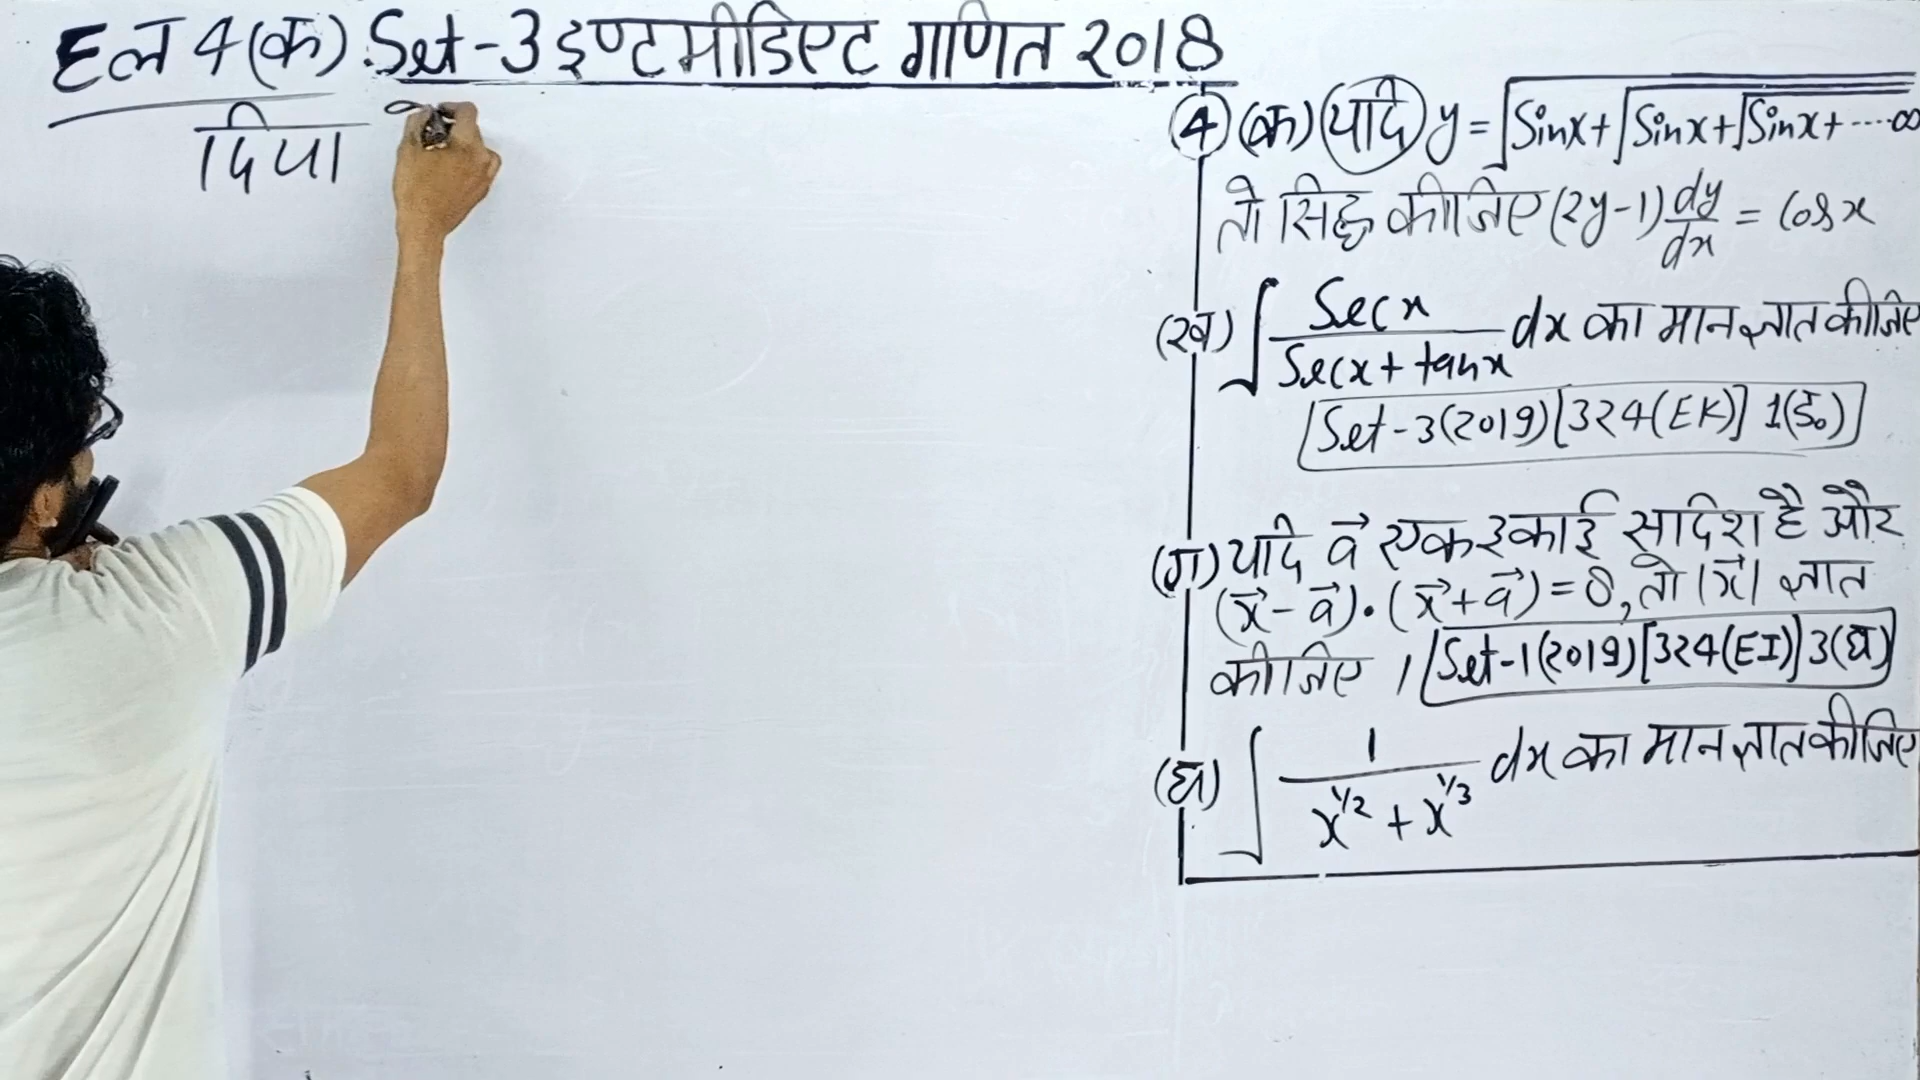 हल 4(क) Set-3 इण्टमीडिएट गणित 2018
दिया
④ (क) यदि y = √(Sinx + √(Sinx + √(Sinx + ....∞
तो सिद्ध कीजिए (2y-1) dy/dx = Cosx
(ख) ∫ Secx/(Secx + tanx) dx का मान ज्ञात कीजिए
[Set-3(2019)[324(EK)] 1(ङ)]
(ग) यदि a⃗ एक इकाई सदिश है और
(x⃗ - a⃗)·(x⃗ + a⃗) = 8, तो |x⃗| ज्ञात
कीजिए । [Set-1(2019)[324(EI)] 3(घ)]
(घ) ∫ 1/(x^1/2 + x^1/3) dx का मान ज्ञात कीजिए